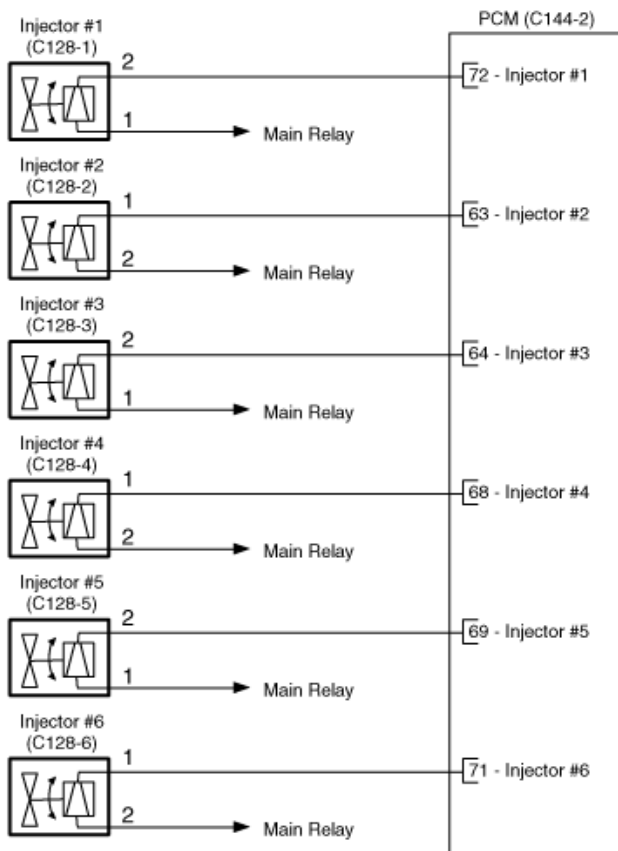 PCM (C144-2)
Injector #1
(C128-1)
2
72 - Injector #1
1
Main Relay
Injector #2
(C128-2)
1
63 - Injector #2
2
Main Relay
Injector #3
(C128-3)
2
64 - Injector #3
1
Main Relay
Injector #4
(C128-4)
1
68 - Injector #4
2
Main Relay
Injector #5
(C128-5)
2
69 - Injector #5
1
Main Relay
Injector #6
(C128-6)
1
71 - Injector #6
2
Main Relay